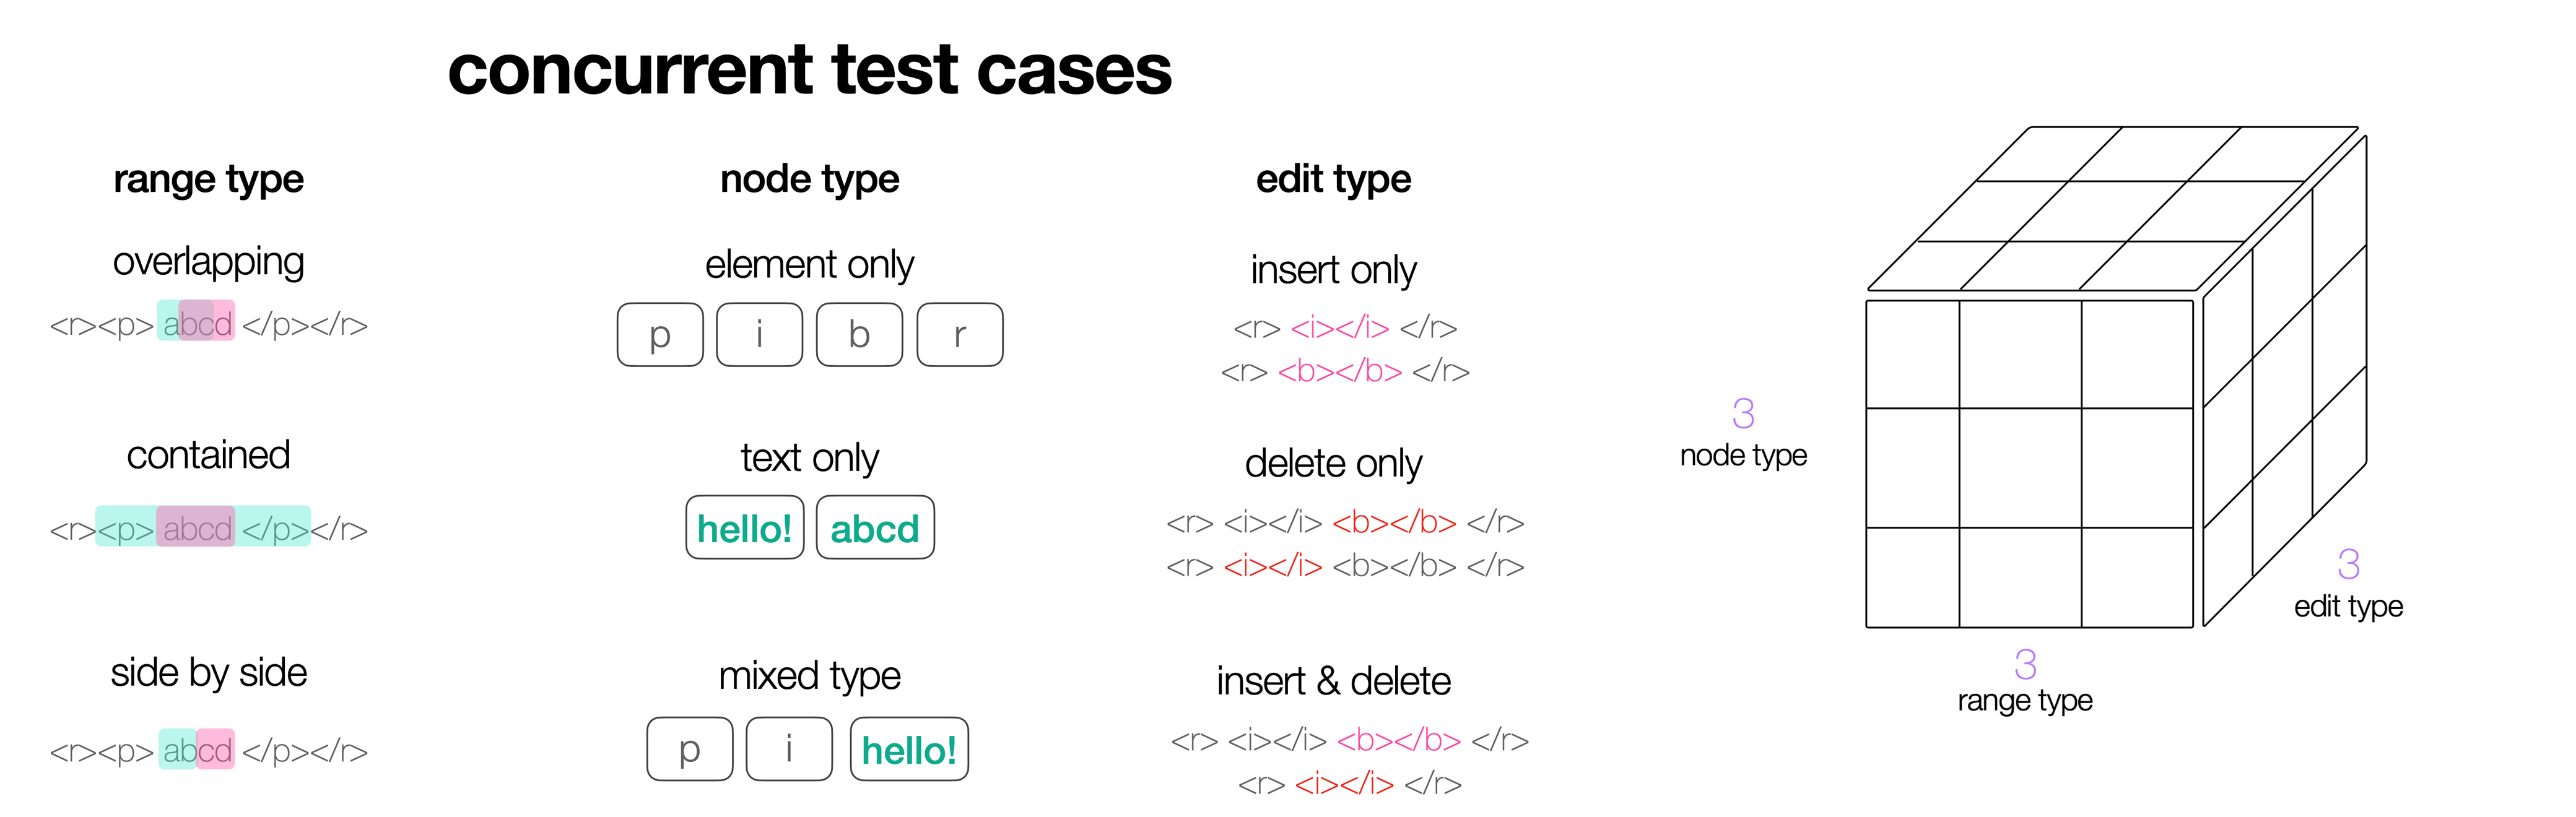 concurrent test cases
range type
overlapping
<r><p> abcd </p></r>
contained
<r><p> abcd </p></r>
side by side
<r><p> abcd </p></r>
node type
element only
p i b r
text only
hello! abcd
mixed type
p i hello!
edit type
insert only
<r> <i></i> </r>
<r> <b></b> </r>
delete only
<r> <i></i> <b></b> </r>
<r> <i></i> <b></b> </r>
insert & delete
<r> <i></i> <b></b> </r>
<r> <i></i> </r>
3
node type
3
edit type
3
range type